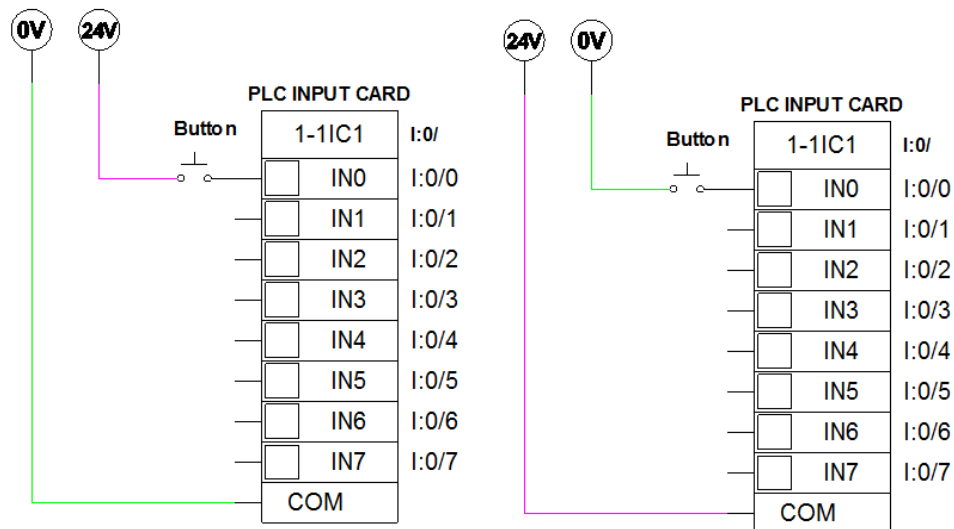 0V 24V
PLC INPUT CARD
Button 1-1IC1 I:0/
IN0 I:0/0
IN1 I:0/1
IN2 I:0/2
IN3 I:0/3
IN4 I:0/4
IN5 I:0/5
IN6 I:0/6
IN7 I:0/7
COM
24V 0V
PLC INPUT CARD
Button 1-1IC1 I:0/
IN0 I:0/0
IN1 I:0/1
IN2 I:0/2
IN3 I:0/3
IN4 I:0/4
IN5 I:0/5
IN6 I:0/6
IN7 I:0/7
COM